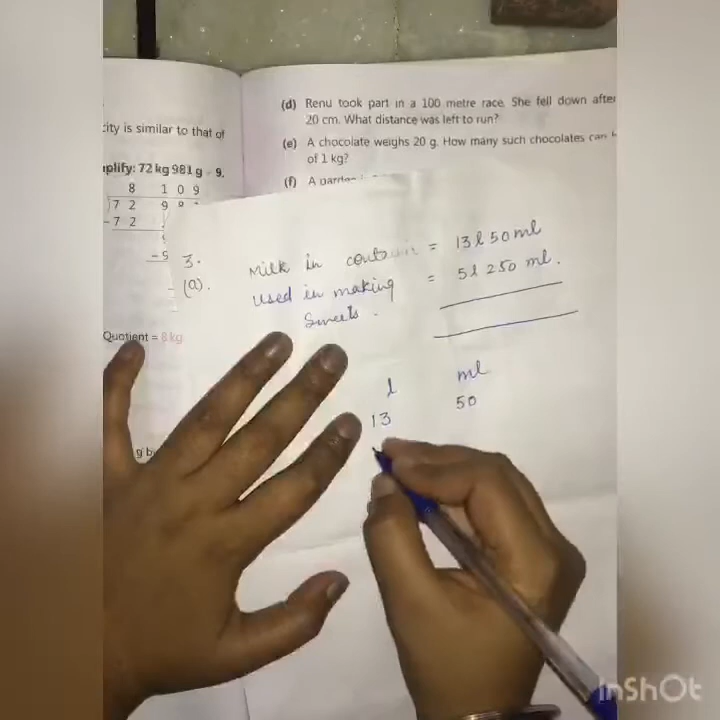 (d) Renu took part in a 100 metre race. She fell down after
20 cm. What distance was left to run?
(e) A chocolate weighs 20 g. How many such chocolates can
of 1 kg?
(f) A
city is similar to that of
plify: 72 kg 981 g 9.
8 1 0 9
7 2 9
-7 2
-5
Quotient = 8 kg
g b
3.
(a). Milk in = 13 l 50 ml
used in making = 5 l 250 ml.
Sweets.
l ml
13 50
InShOt